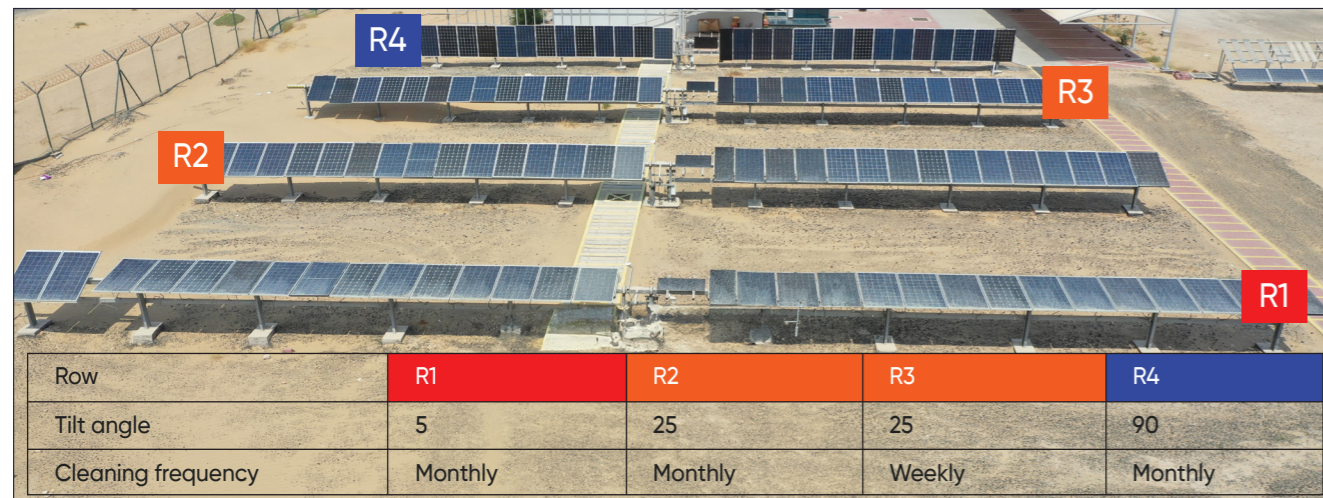 R4
R3
R2
R1
Row R1 R2 R3 R4
Tilt angle 5 25 25 90
Cleaning frequency Monthly Monthly Weekly Monthly